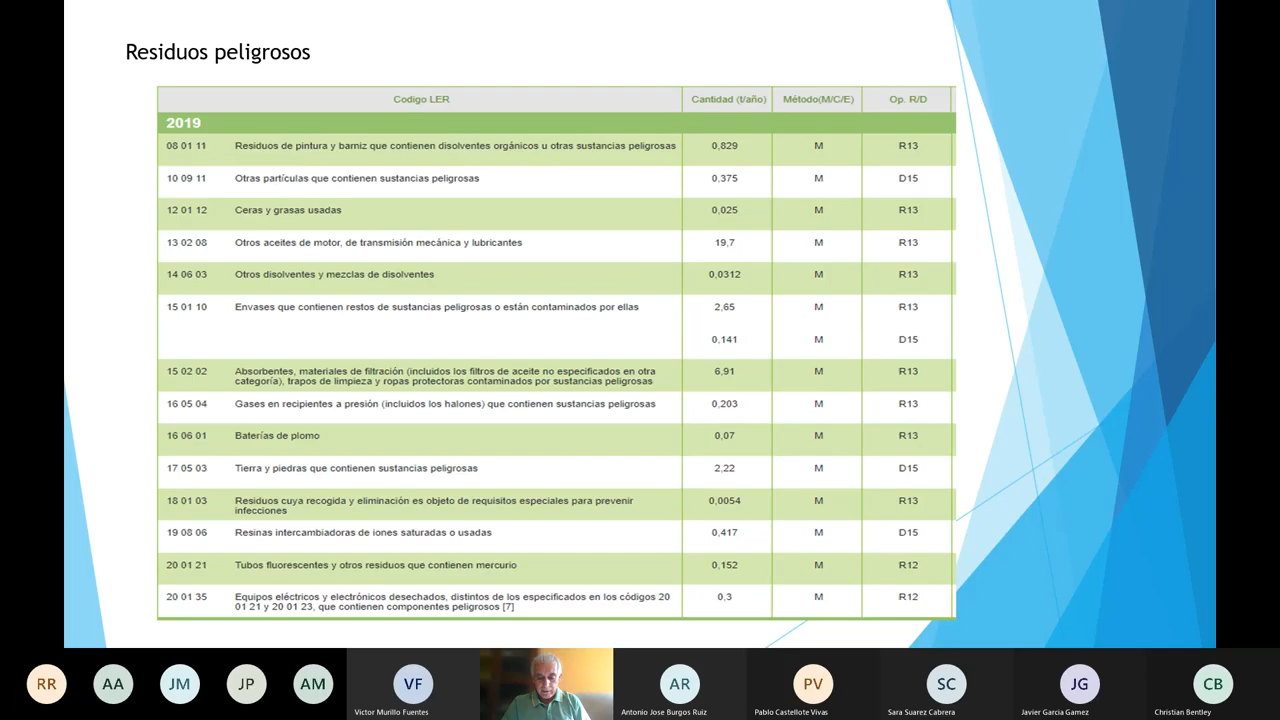 Residuos peligrosos
Codigo LER Cantidad (t/año) Método(M/C/E) Op. R/D
2019
08 01 11 Residuos de pintura y barniz que contienen disolventes orgánicos u otras sustancias peligrosas 0,829 M R13
10 09 11 Otras partículas que contienen sustancias peligrosas 0,375 M D15
12 01 12 Ceras y grasas usadas 0,025 M R13
13 02 08 Otros aceites de motor, de transmisión mecánica y lubricantes 19,7 M R13
14 06 03 Otros disolventes y mezclas de disolventes 0,0312 M R13
15 01 10 Envases que contienen restos de sustancias peligrosas o están contaminados por ellas 2,65 M R13
0,141 M D15
15 02 02 Absorbentes, materiales de filtración (incluidos los filtros de aceite no especificados en otra 6,91 M R13
categoría), trapos de limpieza y ropas protectoras contaminados por sustancias peligrosas
16 05 04 Gases en recipientes a presión (incluidos los halones) que contienen sustancias peligrosas 0,203 M R13
16 06 01 Baterías de plomo 0,07 M R13
17 05 03 Tierra y piedras que contienen sustancias peligrosas 2,22 M D15
18 01 03 Residuos cuya recogida y eliminación es objeto de requisitos especiales para prevenir 0,0054 M R13
infecciones
19 08 06 Resinas intercambiadoras de iones saturadas o usadas 0,417 M D15
20 01 21 Tubos fluorescentes y otros residuos que contienen mercurio 0,152 M R12
20 01 35 Equipos eléctricos y electrónicos desechados, distintos de los especificados en los códigos 20 0,3 M R12
01 21 y 20 01 23, que contienen componentes peligrosos [7]
RR AA JM JP AM VF AR PV SC JG CB
Victor Murillo Fuentes Antonio Jose Burgos Ruiz Pablo Castellote Vivas Sara Suarez Cabrera Javier Garcia Gamez Christian Bentley